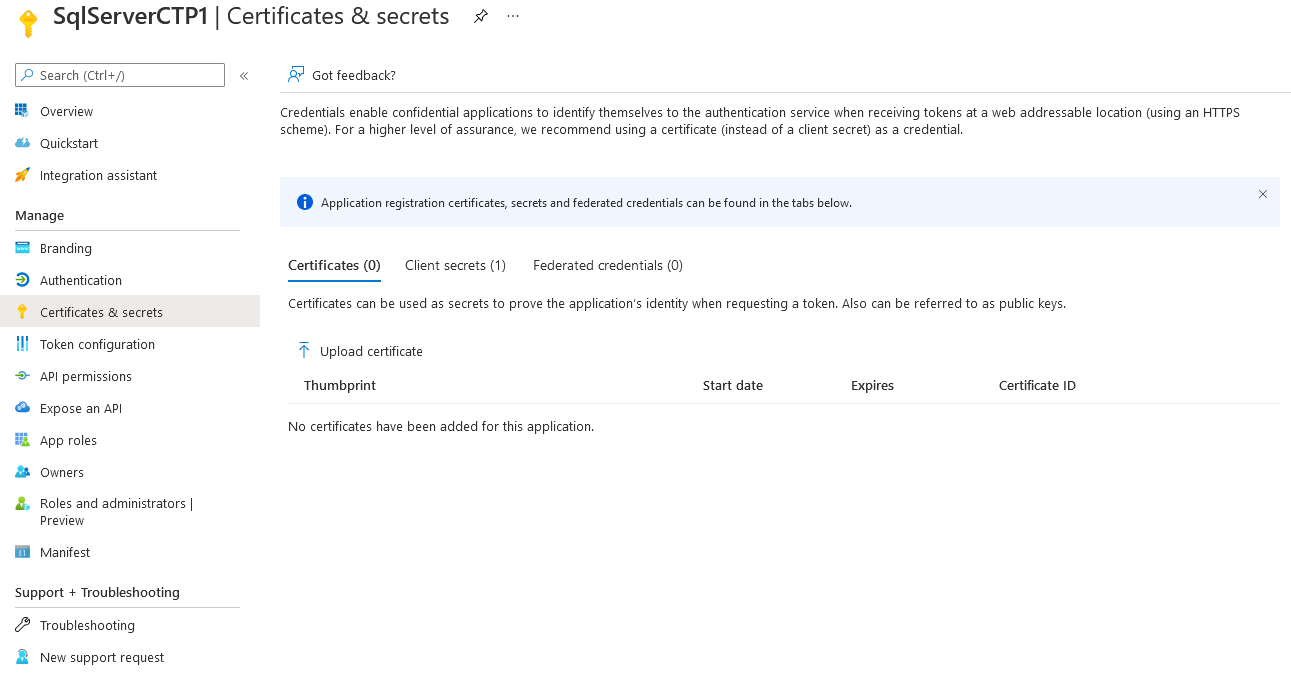 SqlServerCTP1 | Certificates & secrets
Search (Ctrl+/)
Overview
Quickstart
Integration assistant
Manage
Branding
Authentication
Certificates & secrets
Token configuration
API permissions
Expose an API
App roles
Owners
Roles and administrators |
Preview
Manifest
Support + Troubleshooting
Troubleshooting
New support request
Got feedback?
Credentials enable confidential applications to identify themselves to the authentication service when receiving tokens at a web addressable location (using an HTTPS
scheme). For a higher level of assurance, we recommend using a certificate (instead of a client secret) as a credential.
Application registration certificates, secrets and federated credentials can be found in the tabs below.
Certificates (0) Client secrets (1) Federated credentials (0)
Certificates can be used as secrets to prove the application's identity when requesting a token. Also can be referred to as public keys.
Upload certificate
Thumbprint Start date Expires Certificate ID
No certificates have been added for this application.